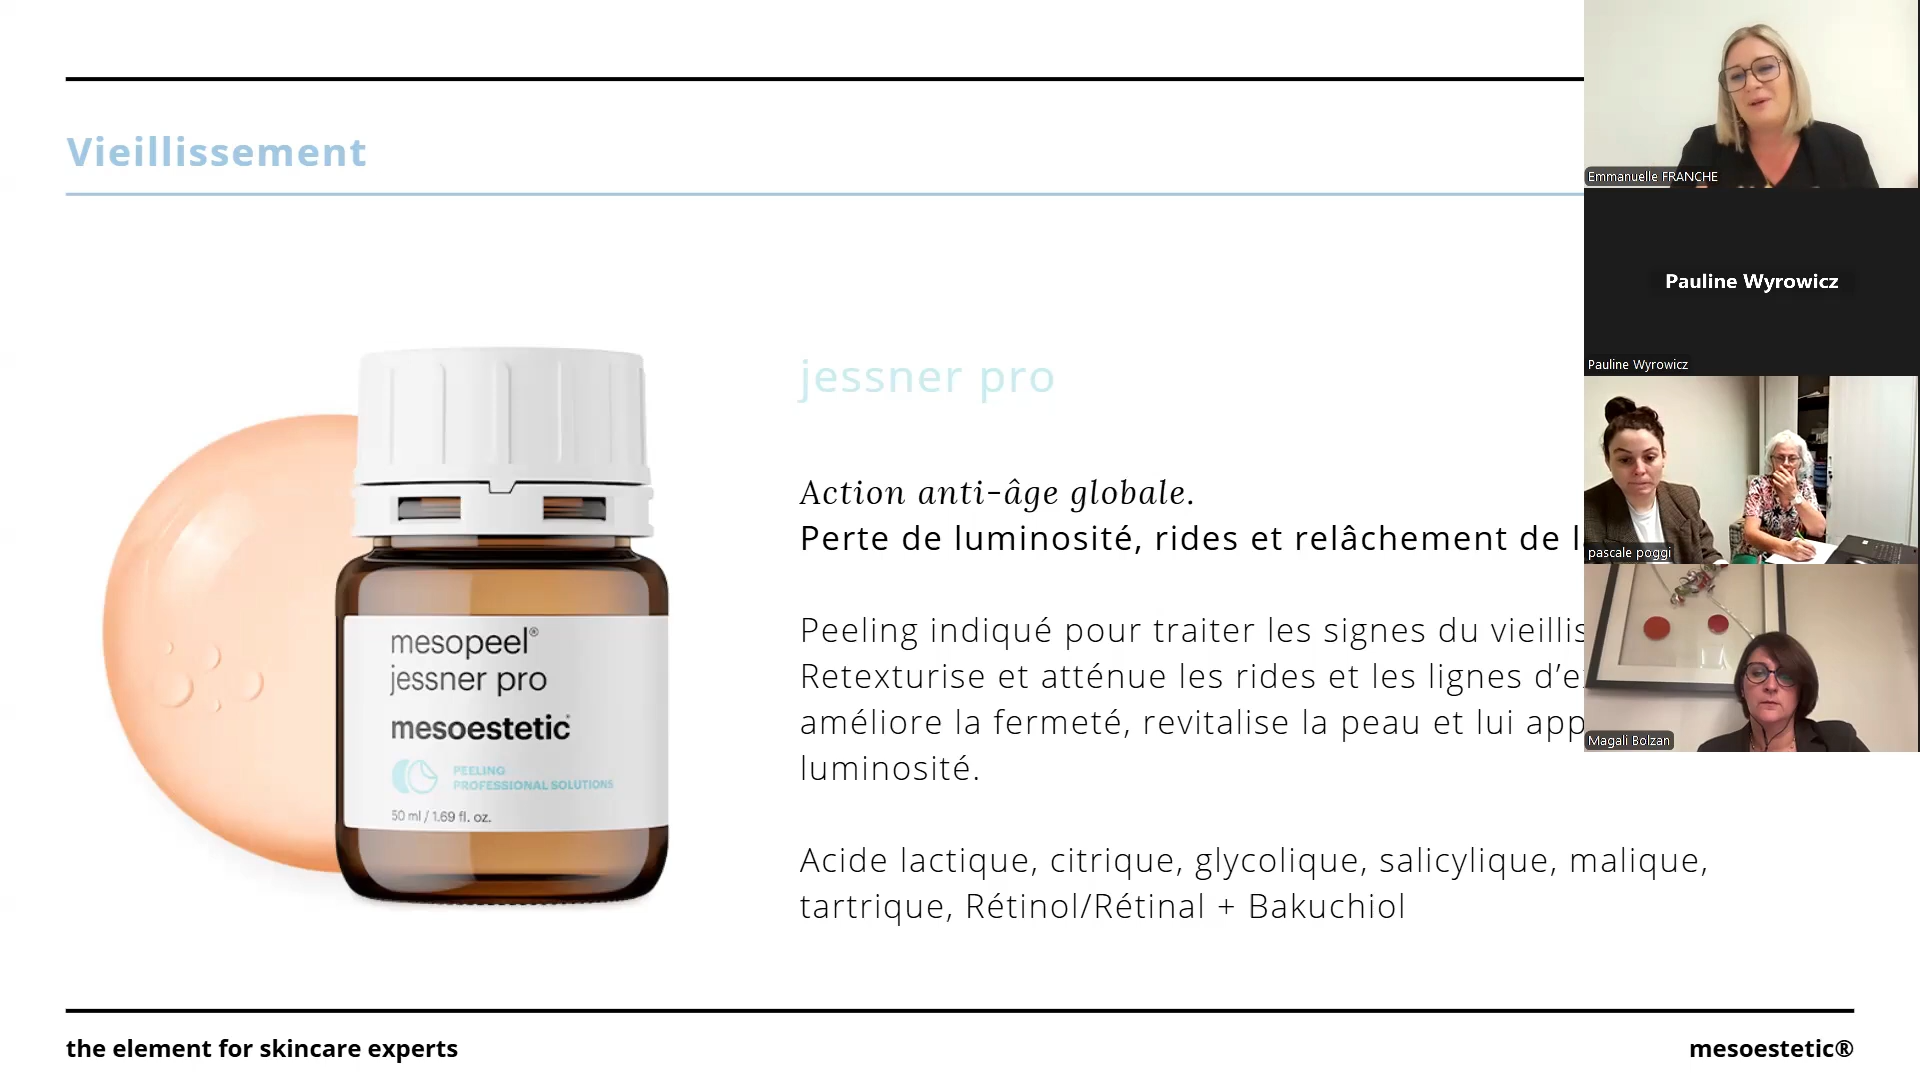 Vieillissement
jessner pro
Action anti-âge globale.
Perte de luminosité, rides et relâchement de
Peeling indiqué pour traiter les signes du
Retexturise et atténue les rides et les lignes
améliore la fermeté, revitalise la peau et lui
luminosité.
Acide lactique, citrique, glycolique, salicylique, malique,
tartrique, Rétinol/Rétinal + Bakuchiol
mesopeel®
jessner pro
mesoestetic®
PEELING
PROFESSIONAL SOLUTIONS
50 ml / 1.69 fl. oz.
the element for skincare experts
mesoestetic®
Emmanuelle FRANCHE
Pauline Wyrowicz
Pauline Wyrowicz
pascale poggi
Magali Bolzan